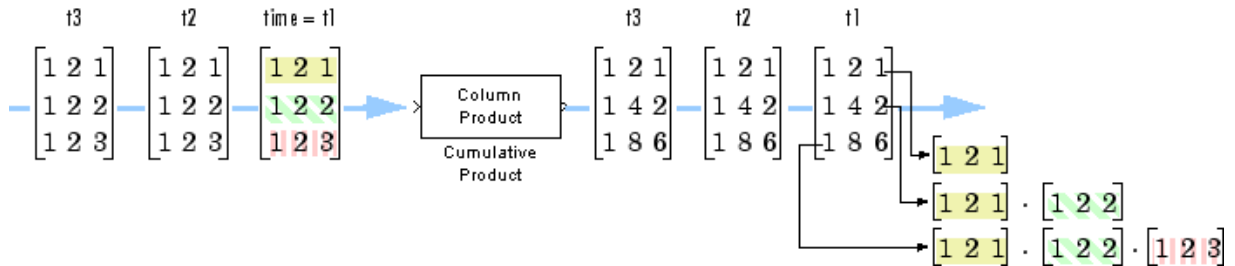 t3 t2 time = t1 t3 t2 t1
1 2 1 1 2 1 1 2 1 1 2 1 1 2 1 1 2 1
1 2 2 1 2 2 1 2 2 Column 1 4 2 1 4 2 1 4 2
Product
1 2 3 1 2 3 1 2 3 1 8 6 1 8 6 1 8 6
Cumulative
Product
[1 2 1]
[1 2 1] · [1 2 2]
[1 2 1] · [1 2 2] · [1 2 3]